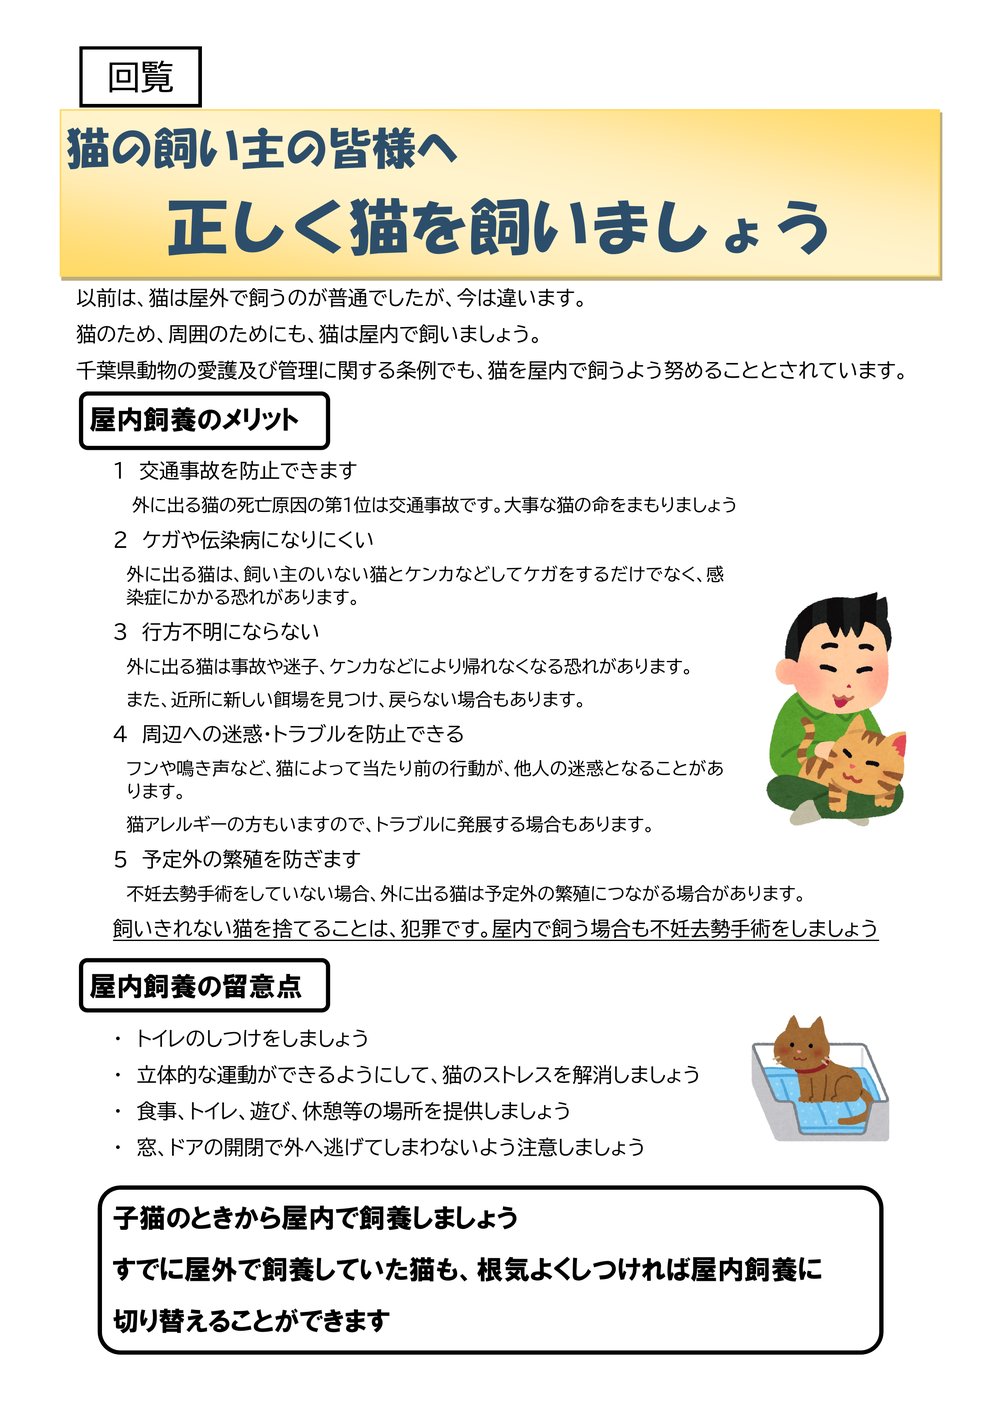 回覧
猫の飼い主の皆様へ
正しく猫を飼いましょう
以前は、猫は屋外で飼うのが普通でしたが、今は違います。
猫のため、周囲のためにも、猫は屋内で飼いましょう。
千葉県動物の愛護及び管理に関する条例でも、猫を屋内で飼うよう努めることとされています。
屋内飼養のメリット
1 交通事故を防止できます
外に出る猫の死亡原因の第1位は交通事故です。大事な猫の命をまもりましょう
2 ケガや伝染病になりにくい
外に出る猫は、飼い主のいない猫とケンカなどしてケガをするだけでなく、感
染症にかかる恐れがあります。
3 行方不明にならない
外に出る猫は事故や迷子、ケンカなどにより帰れなくなる恐れがあります。
また、近所に新しい餌場を見つけ、戻らない場合もあります。
4 周辺への迷惑・トラブルを防止できる
フンや鳴き声など、猫によって当たり前の行動が、他人の迷惑となることがあ
ります。
猫アレルギーの方もいますので、トラブルに発展する場合もあります。
5 予定外の繁殖を防ぎます
不妊去勢手術をしていない場合、外に出る猫は予定外の繁殖につながる場合があります。
飼いきれない猫を捨てることは、犯罪です。屋内で飼う場合も不妊去勢手術をしましょう
屋内飼養の留意点
・ トイレのしつけをしましょう
・ 立体的な運動ができるようにして、猫のストレスを解消しましょう
・ 食事、トイレ、遊び、休憩等の場所を提供しましょう
・ 窓、ドアの開閉で外へ逃げてしまわないよう注意しましょう
子猫のときから屋内で飼養しましょう
すでに屋外で飼養していた猫も、根気よくしつければ屋内飼養に
切り替えることができます